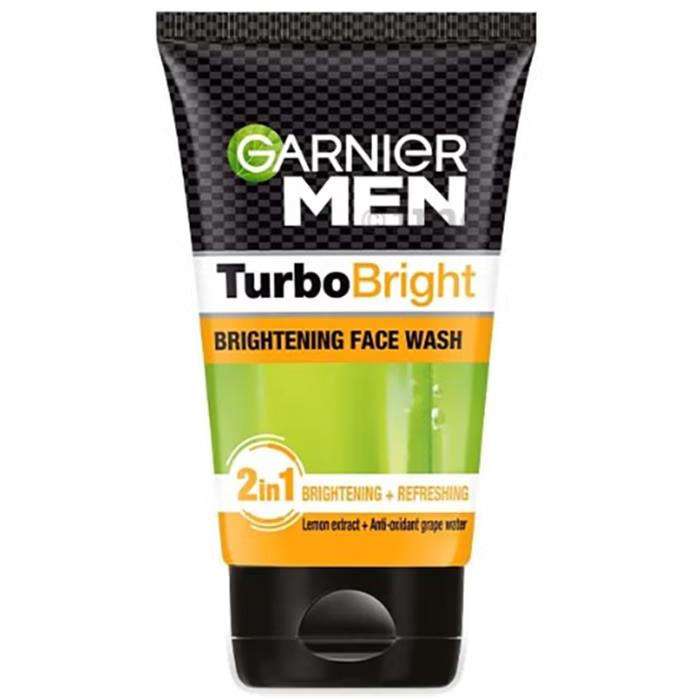 GARNIER
MEN
TurboBright
BRIGHTENING FACE WASH
2in1
BRIGHTENING + REFRESHING
Lemon extract + Anti-oxidant grape water